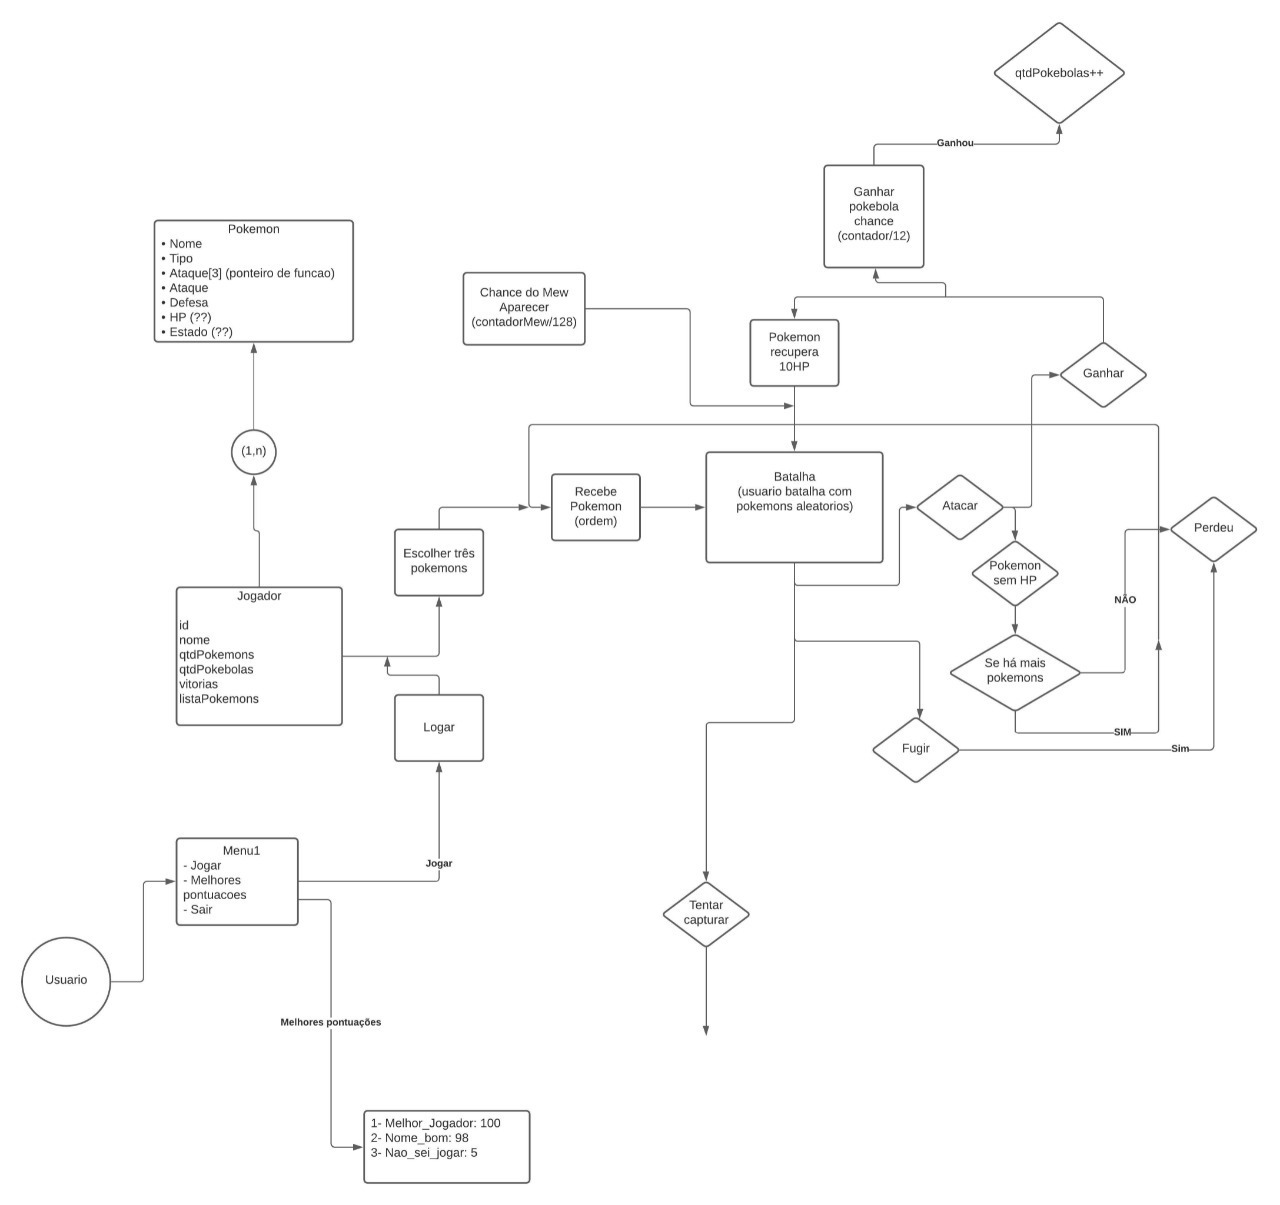 qtdPokebolas++
Ganhou
Ganhar
pokebola
chance
(contador/12)
Pokemon
• Nome
• Tipo
• Ataque[3] (ponteiro de funcao)
• Ataque
• Defesa
• HP (??)
• Estado (??)
Chance do Mew
Aparecer
(contadorMew/128)
Pokemon
recupera
10HP
Ganhar
(1,n)
Batalha
(usuario batalha com
pokemons aleatorios)
Recebe
Pokemon
(ordem)
Atacar
Perdeu
Escolher três
pokemons
Pokemon
sem HP
NÃO
Jogador
id
nome
qtdPokemons
qtdPokebolas
vitorias
listaPokemons
Se há mais
pokemons
SIM
Logar
Fugir
Sim
Menu1
- Jogar
- Melhores
pontuacoes
- Sair
Jogar
Tentar
capturar
Usuario
Melhores pontuações
1- Melhor_Jogador: 100
2- Nome_bom: 98
3- Nao_sei_jogar: 5